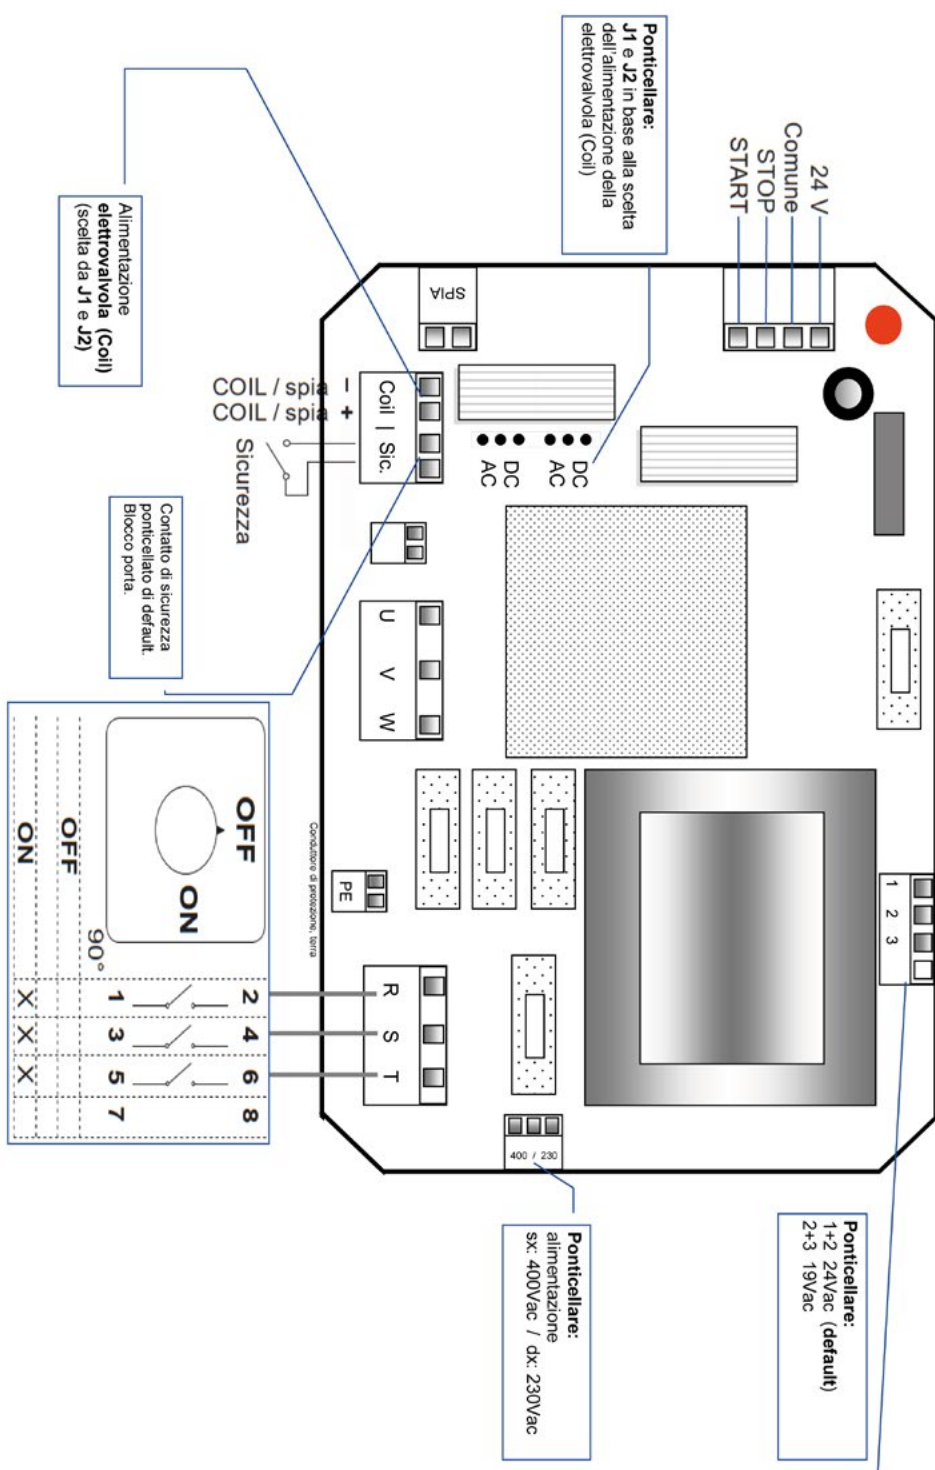 Ponticellare:
J1 e J2 in base alla scelta
dell'alimentazione della
elettrovalvola (Coil)
24 V
Comune
STOP
START
Alimentazione
elettrovalvola (Coil)
(scelta da J1 e J2)
SPIA
COIL / spia -
COIL / spia +
Sicurezza
Coil | Sic.
DC
AC
DC
AC
Contatto di sicurezza
ponticellato di default.
Blocco porta.
U V W
Conduttore di protezione, terra
PE
R S T
1 2 3
400 / 230
OFF
ON
90°
OFF
ON
2 4 6 8
1 3 5 7
X X X
Ponticellare:
alimentazione
sx: 400Vac / dx: 230Vac
Ponticellare:
1+2 24Vac (default)
2+3 19Vac